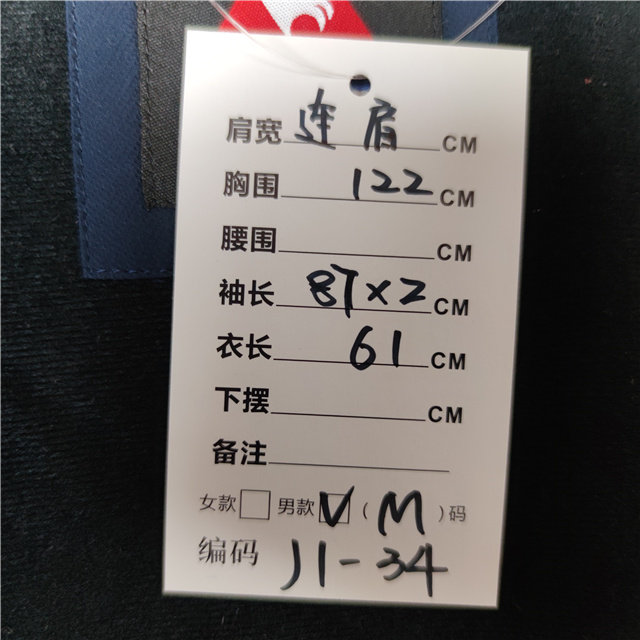 肩宽 连肩 CM
胸围 122 CM
腰围 CM
袖长 87×2 CM
衣长 61 CM
下摆 CM
备注
女款 男款 V (M)码
编码 J1-34